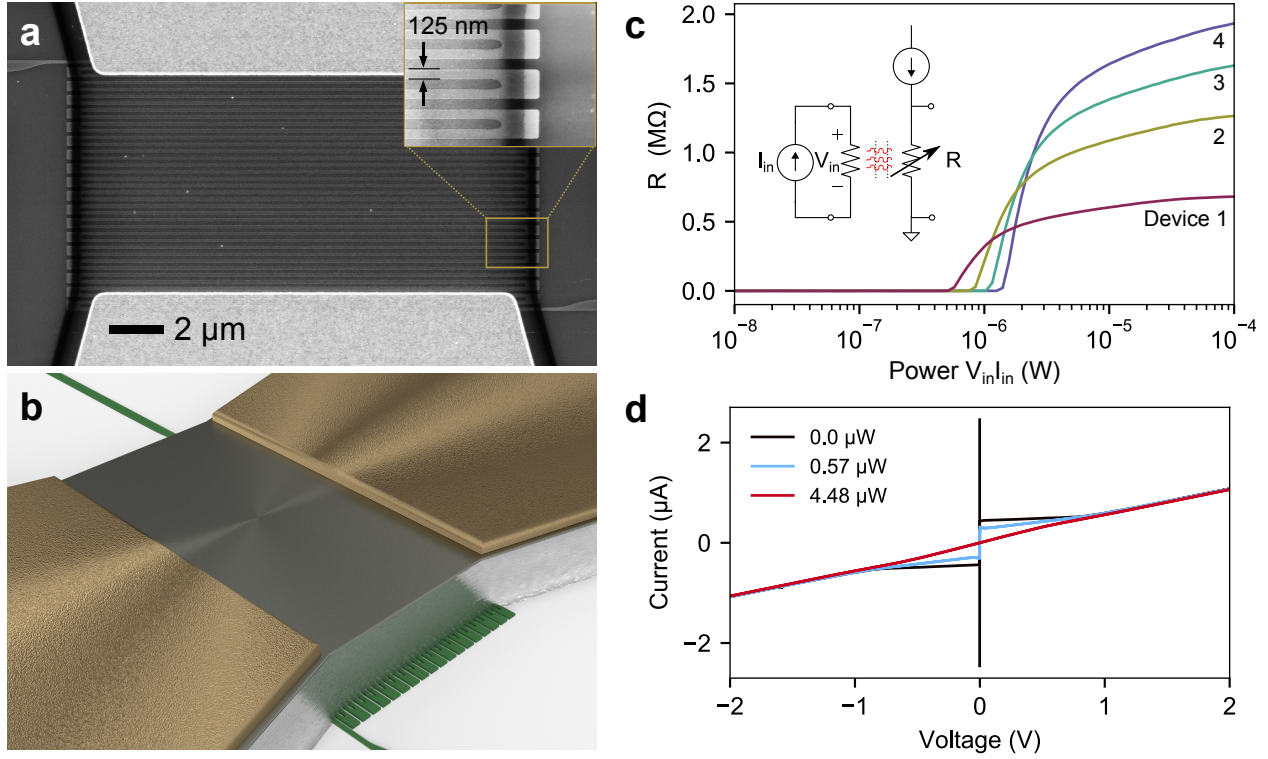 a
125 nm
2 µm
b
c
R (MΩ)
2.0
1.5
1.0
0.5
0.0
4
3
2
Device 1
I_in
+
V_in
−
R
10⁻⁸
10⁻⁷
10⁻⁶
10⁻⁵
10⁻⁴
Power V_inI_in (W)
d
Current (µA)
2
0
−2
0.0 µW
0.57 µW
4.48 µW
−2
−1
0
1
2
Voltage (V)